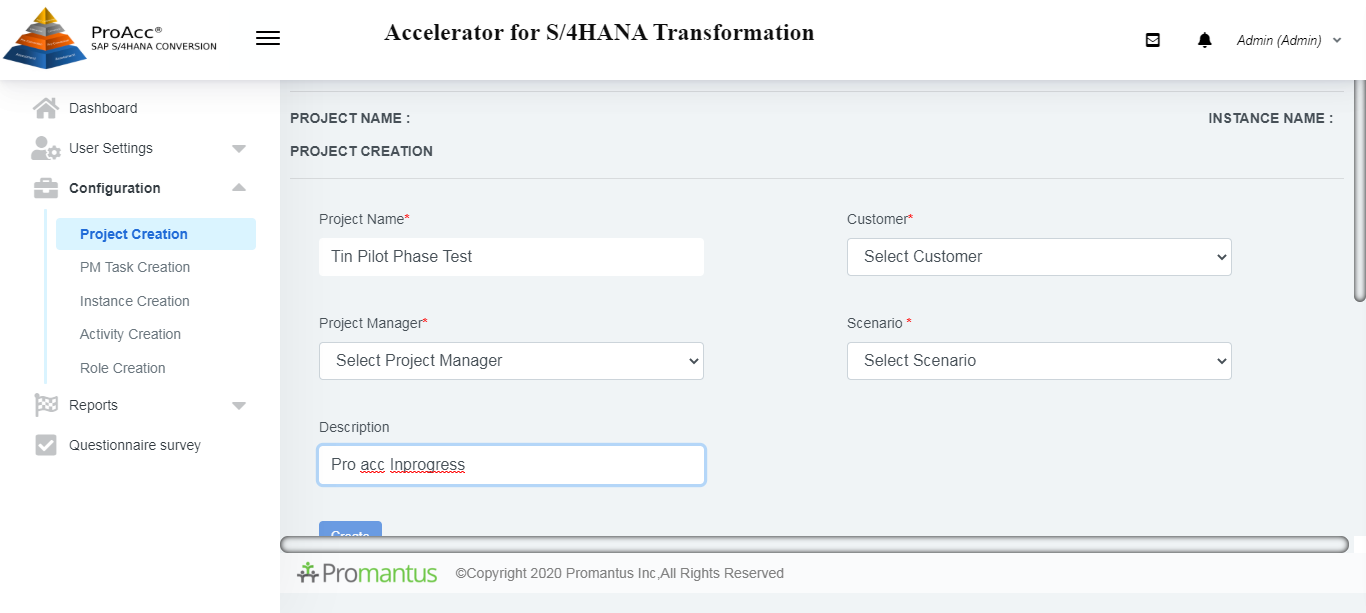 ProAcc®
SAP S/4HANA CONVERSION
Accelerator for S/4HANA Transformation
Admin (Admin)
Dashboard
User Settings
Configuration
Project Creation
PM Task Creation
Instance Creation
Activity Creation
Role Creation
Reports
Questionnaire survey
PROJECT NAME :
INSTANCE NAME :
PROJECT CREATION
Project Name*
Customer*
Tin Pilot Phase Test
Select Customer
Project Manager*
Scenario *
Select Project Manager
Select Scenario
Description
Pro acc Inprogress
Create
Promantus
©Copyright 2020 Promantus Inc,All Rights Reserved